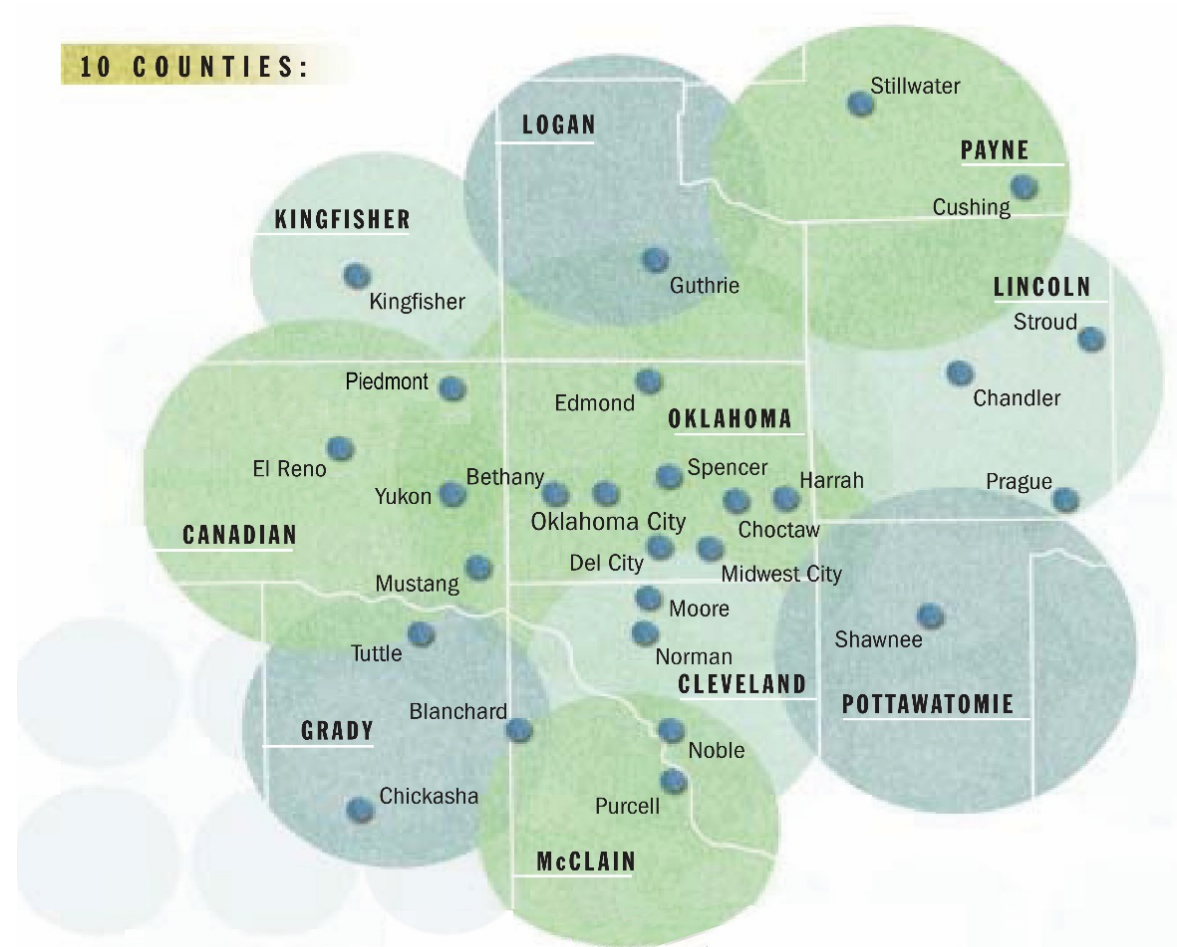 10 COUNTIES:
Stillwater
LOGAN
PAYNE
Cushing
KINGFISHER
Kingfisher
Guthrie
LINCOLN
Stroud
Piedmont
Edmond
Chandler
OKLAHOMA
El Reno
Bethany
Spencer
Harrah
Prague
Yukon
Oklahoma City
Choctaw
CANADIAN
Del City
Midwest City
Mustang
Moore
Shawnee
Tuttle
Norman
CLEVELAND
POTTAWATOMIE
Blanchard
GRADY
Noble
Chickasha
Purcell
McCLAIN